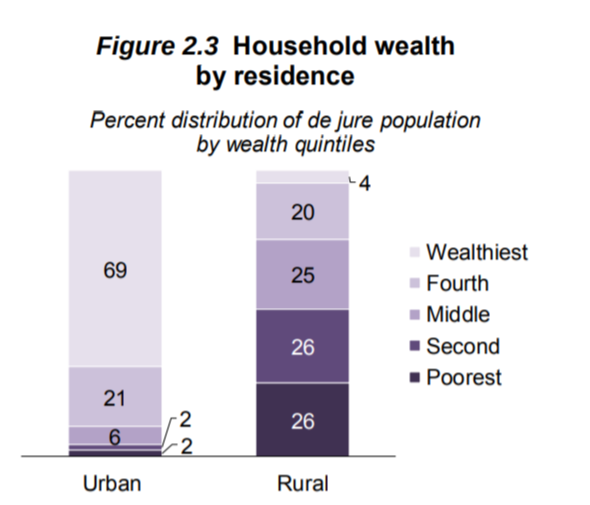 Figure 2.3 Household wealth
by residence
Percent distribution of de jure population
by wealth quintiles
69
21
6
2
2
4
20
25
26
26
Urban
Rural
Wealthiest
Fourth
Middle
Second
Poorest